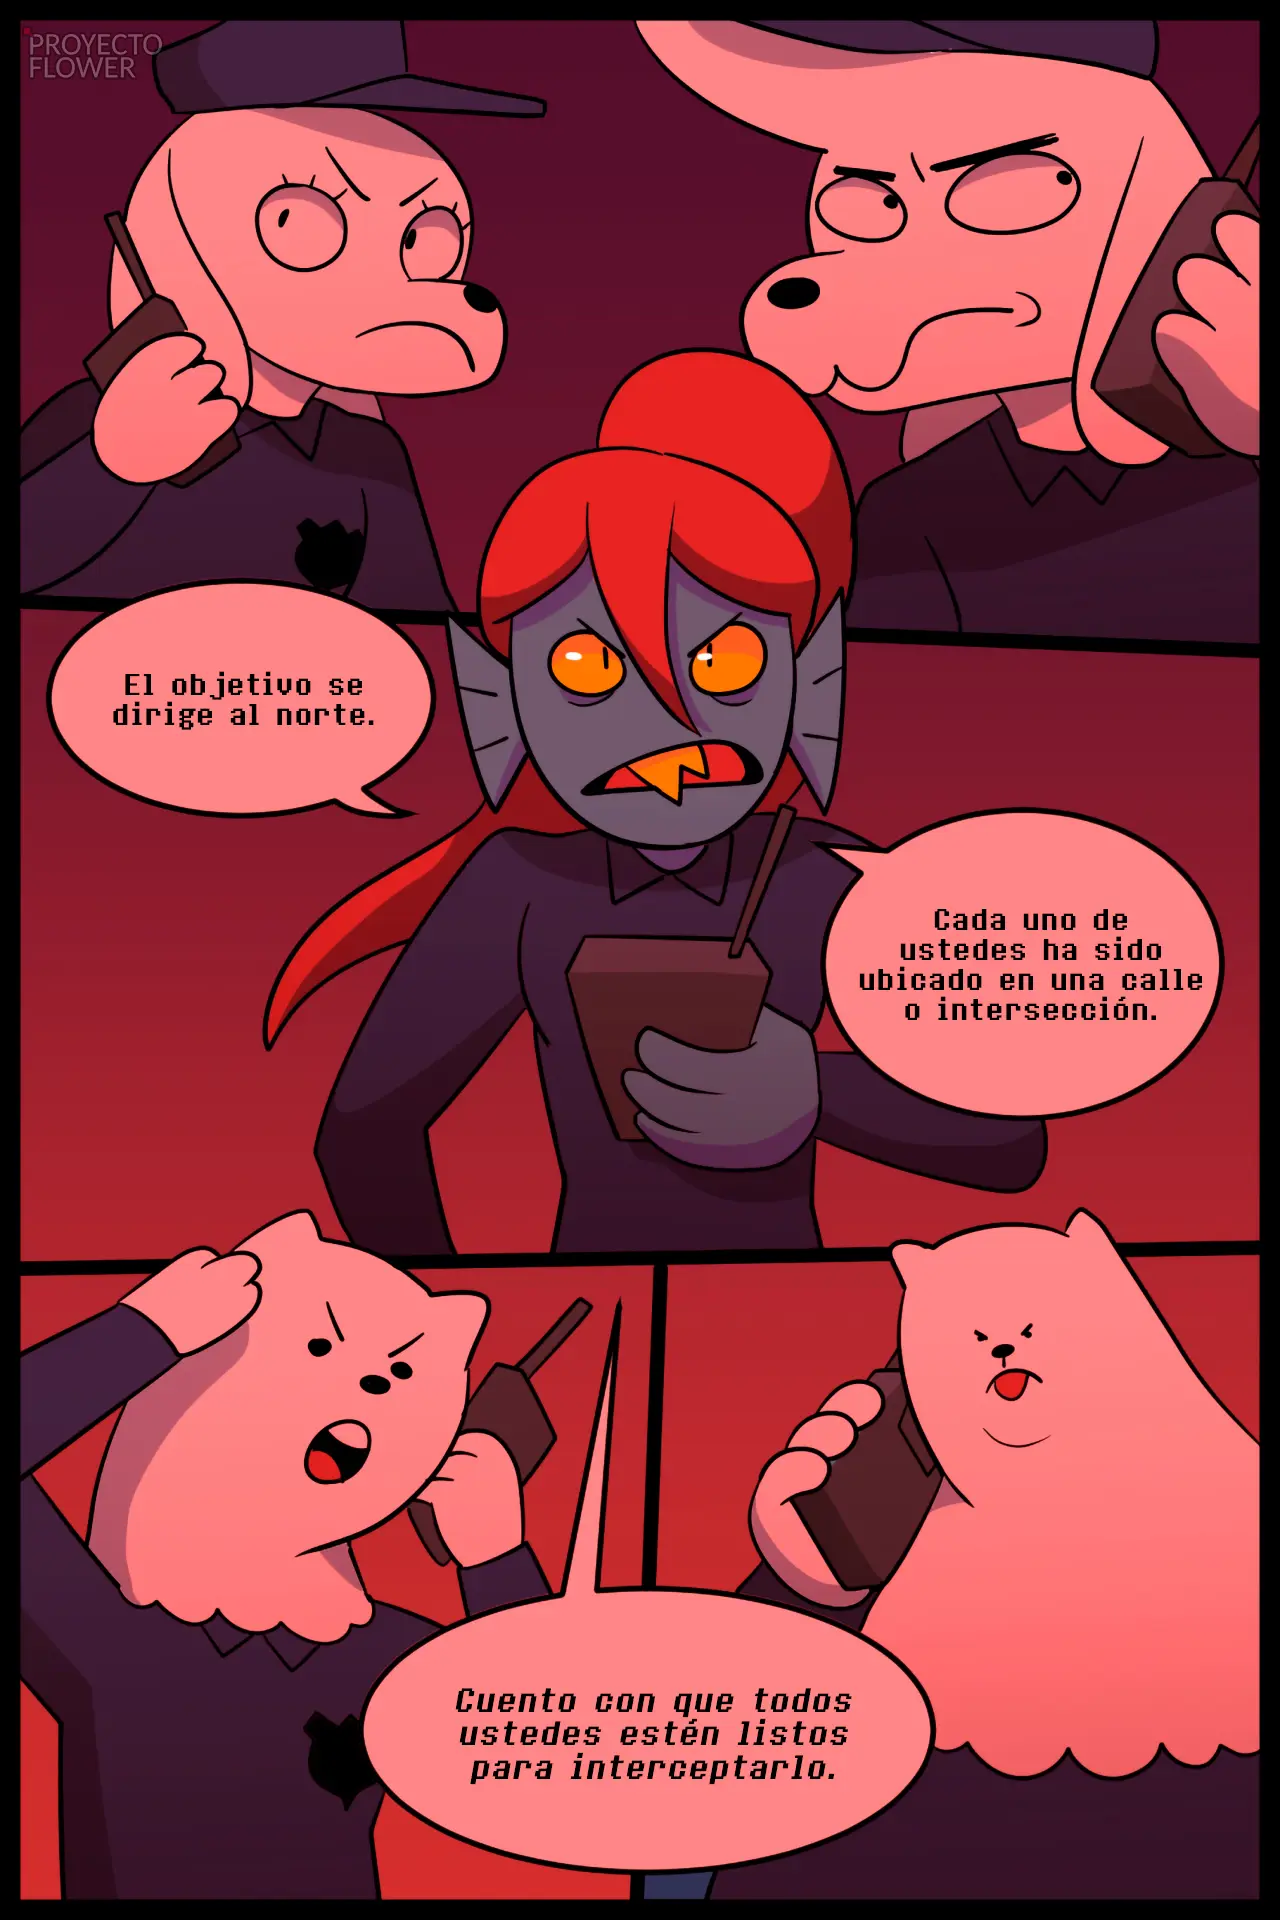 PROYECTO
FLOWER
El objetivo se
dirige al norte.
Cada uno de
ustedes ha sido
ubicado en una calle
o intersección.
Cuento con que todos
ustedes estén listos
para interceptarlo.